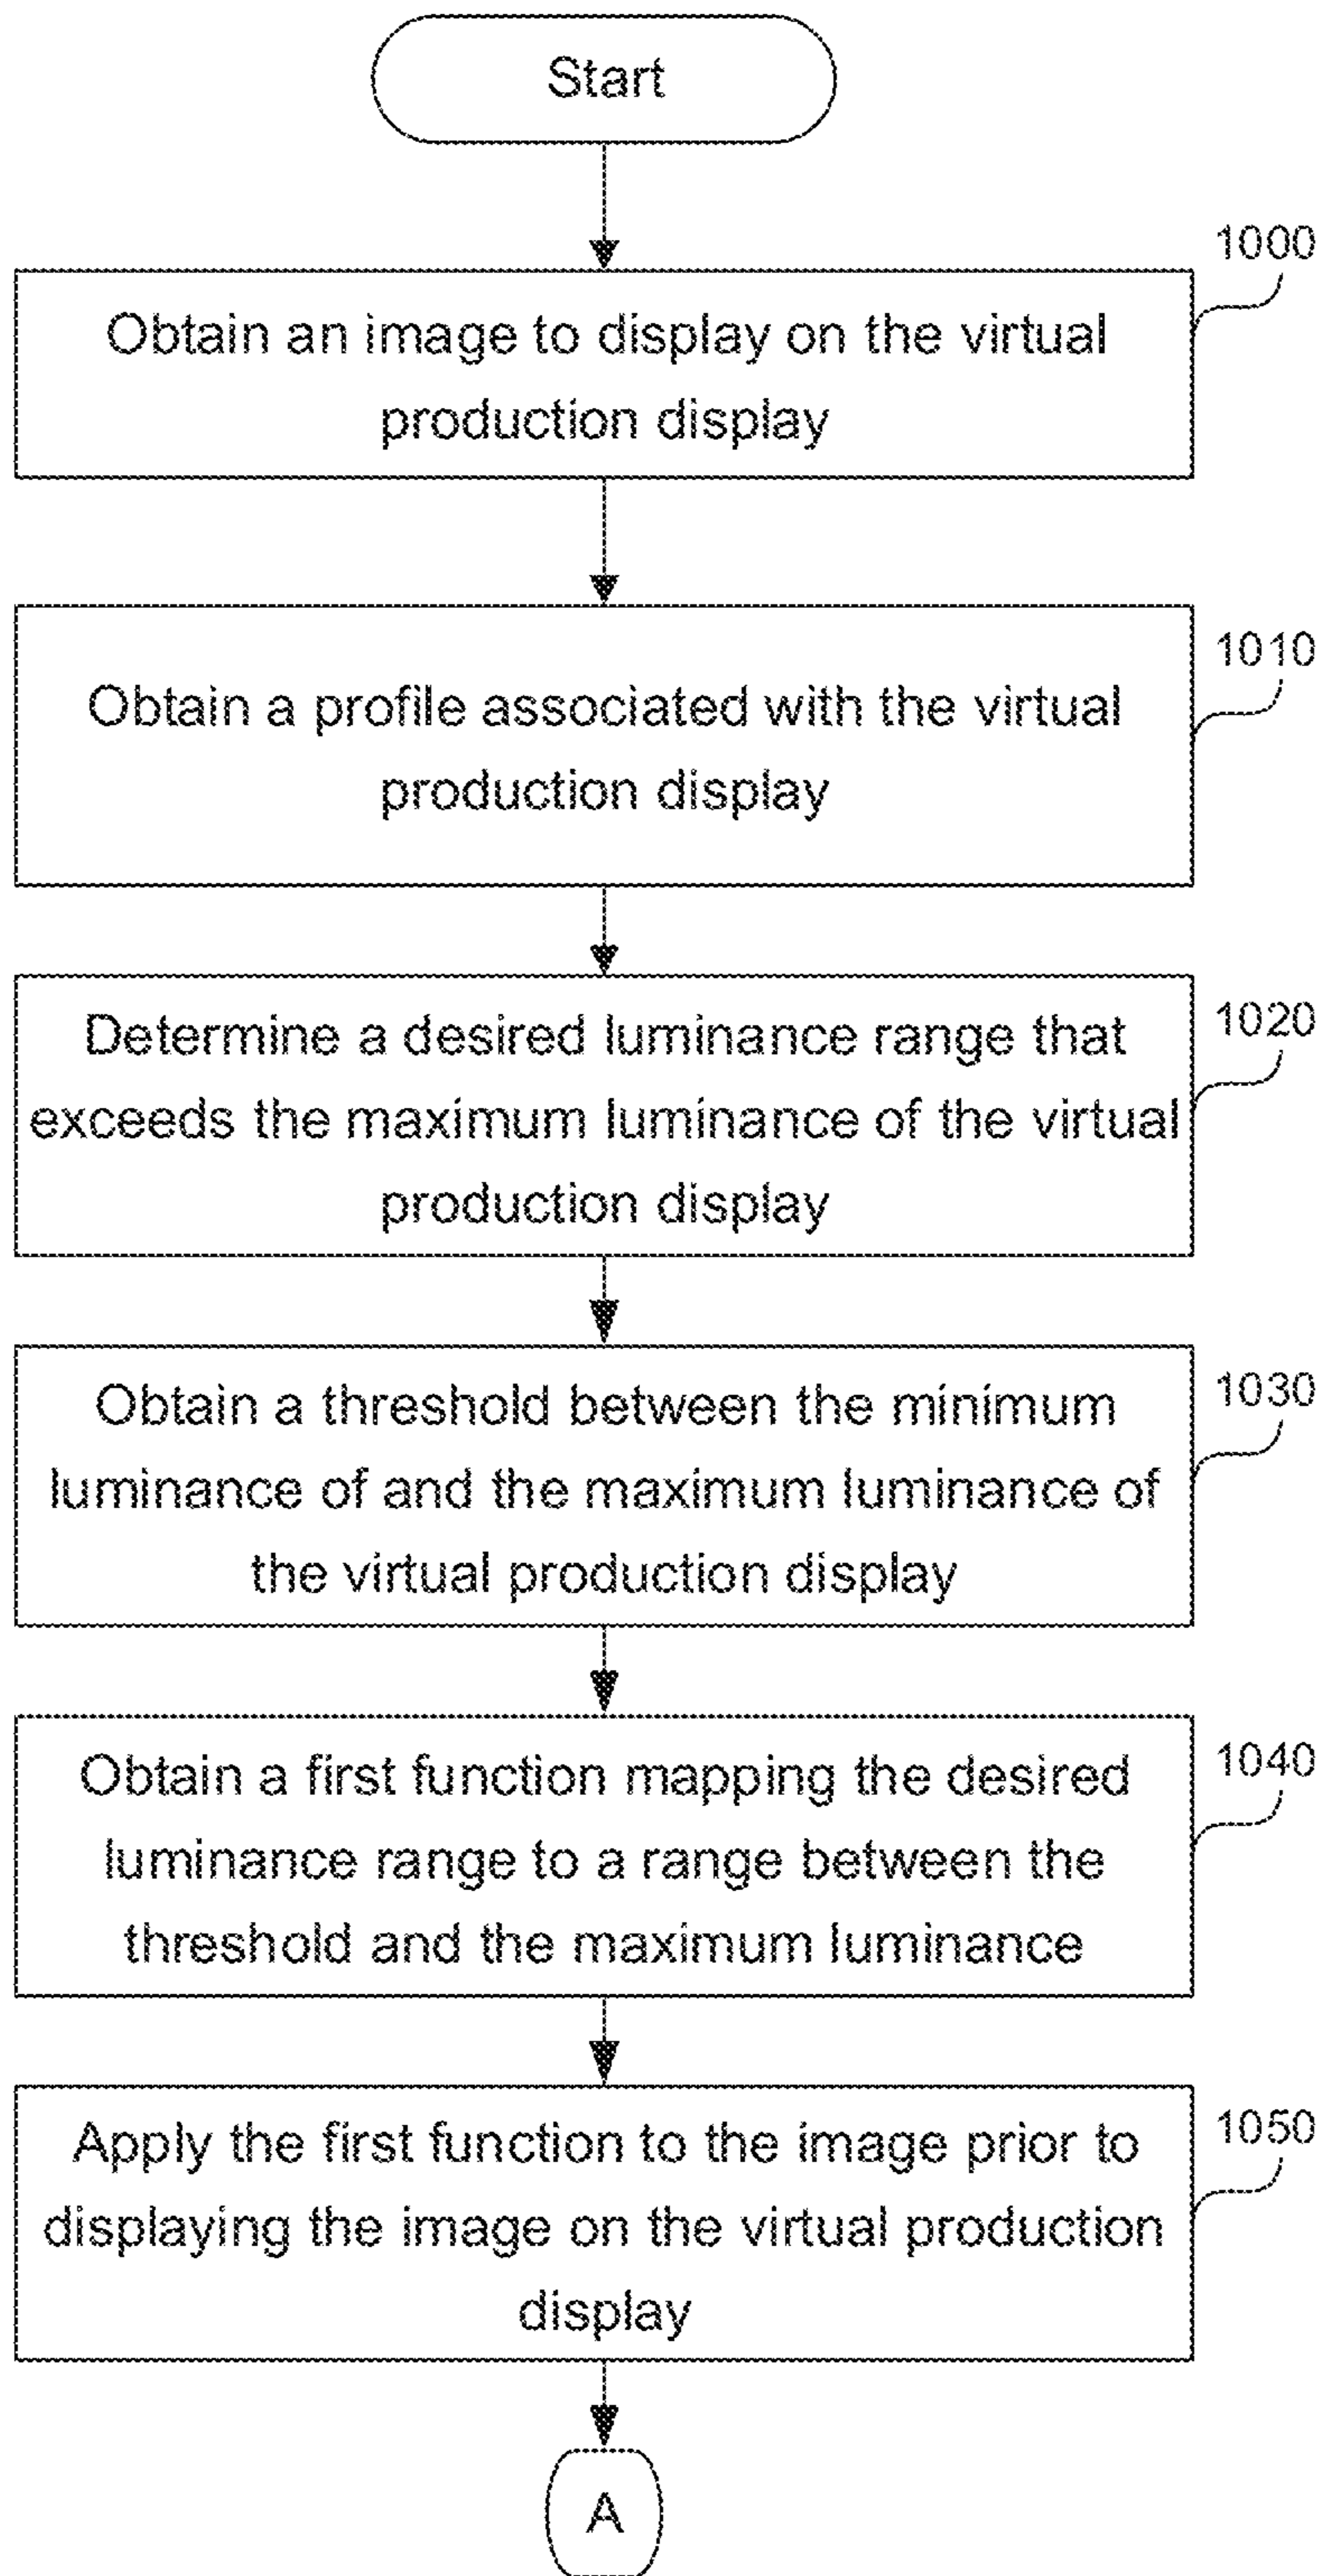 Start
1000
Obtain an image to display on the virtual
production display
1010
Obtain a profile associated with the virtual
production display
1020
Determine a desired luminance range that
exceeds the maximum luminance of the virtual
production display
1030
Obtain a threshold between the minimum
luminance of and the maximum luminance of
the virtual production display
1040
Obtain a first function mapping the desired
luminance range to a range between the
threshold and the maximum luminance
1050
Apply the first function to the image prior to
displaying the image on the virtual production
display
A